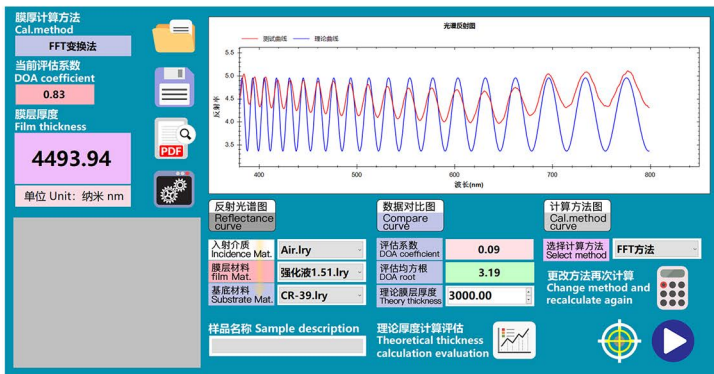 膜厚计算方法
Cal.method
FFT变换法
当前评估系数
DOA coefficient
0.83
膜层厚度
Film thickness
4493.94
单位 Unit：纳米 nm
PDF
光谱反射图
测试曲线
理论曲线
反射率
5.5
5.0
4.5
4.0
3.5
400
500
600
700
800
波长(nm)
反射光谱图
Reflectance
curve
数据对比图
Compare
curve
计算方法图
Cal.method
curve
入射介质
Incidence Mat.
Air.lry
膜层材料
film Mat.
强化液1.51.lry
基底材料
Substrate Mat.
CR-39.lry
评估系数
DOA coefficient
0.09
评估均方根
DOA root
3.19
理论膜层厚度
Theory thickness
3000.00
选择计算方法
Select method
FFT方法
更改方法再次计算
Change method and
recalculate again
样品名称 Sample description
理论厚度计算评估
Theoretical thickness
calculation evaluation